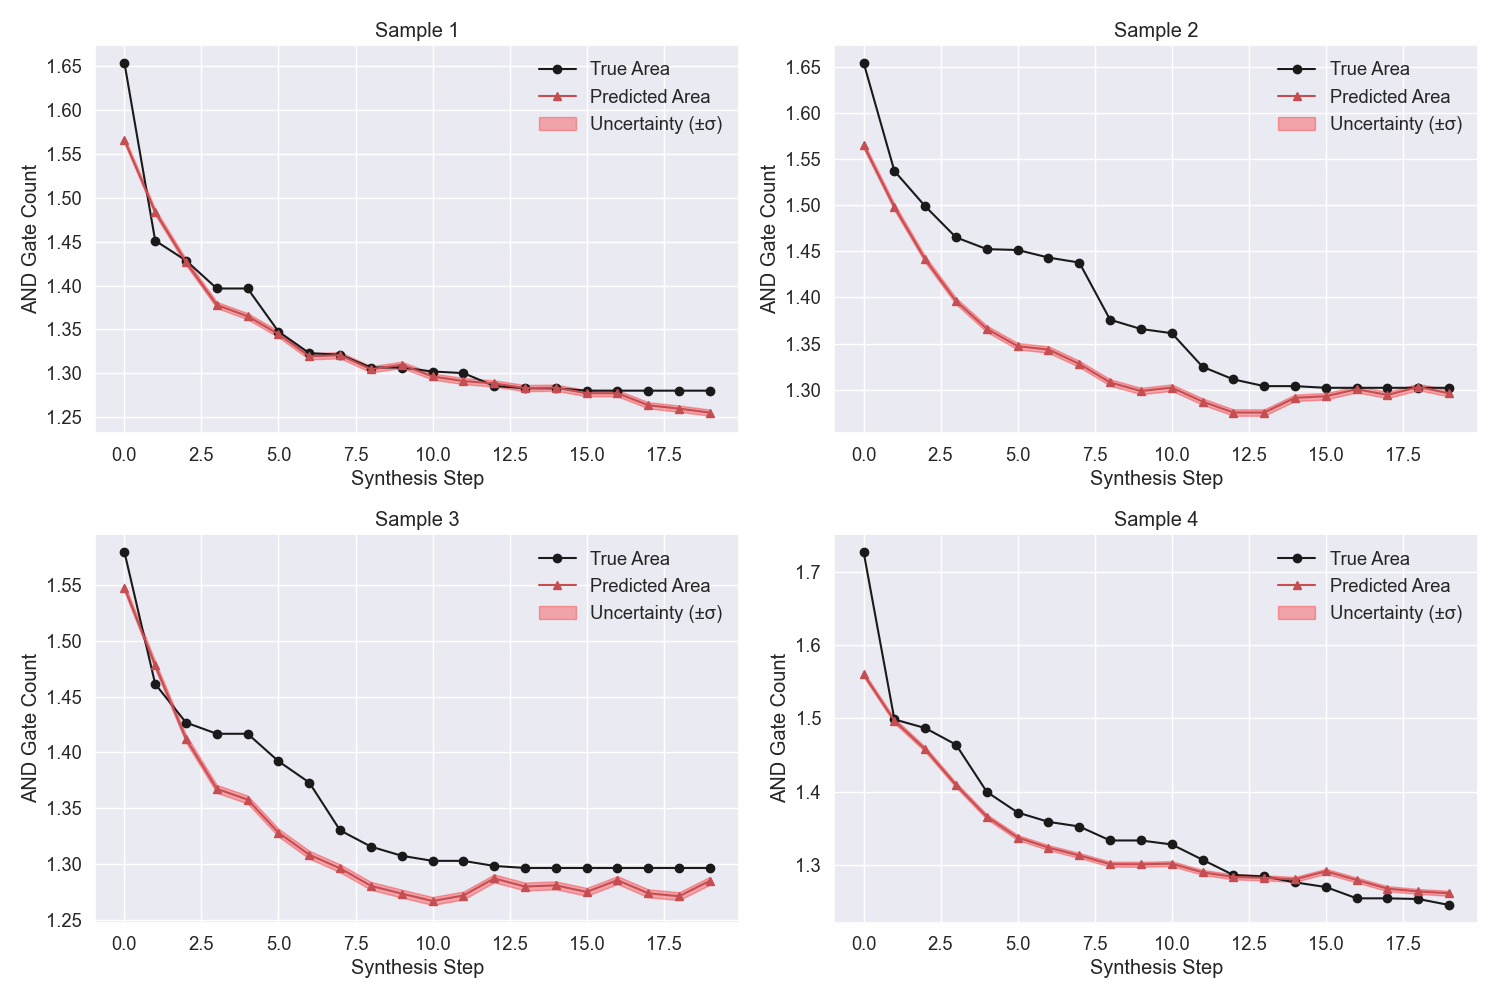 Sample 1
AND Gate Count
1.65
1.60
1.55
1.50
1.45
1.40
1.35
1.30
1.25
True Area
Predicted Area
Uncertainty (±σ)
0.0 2.5 5.0 7.5 10.0 12.5 15.0 17.5
Synthesis Step
Sample 2
AND Gate Count
1.65
1.60
1.55
1.50
1.45
1.40
1.35
1.30
True Area
Predicted Area
Uncertainty (±σ)
0.0 2.5 5.0 7.5 10.0 12.5 15.0 17.5
Synthesis Step
Sample 3
AND Gate Count
1.55
1.50
1.45
1.40
1.35
1.30
1.25
True Area
Predicted Area
Uncertainty (±σ)
0.0 2.5 5.0 7.5 10.0 12.5 15.0 17.5
Synthesis Step
Sample 4
AND Gate Count
1.7
1.6
1.5
1.4
1.3
True Area
Predicted Area
Uncertainty (±σ)
0.0 2.5 5.0 7.5 10.0 12.5 15.0 17.5
Synthesis Step